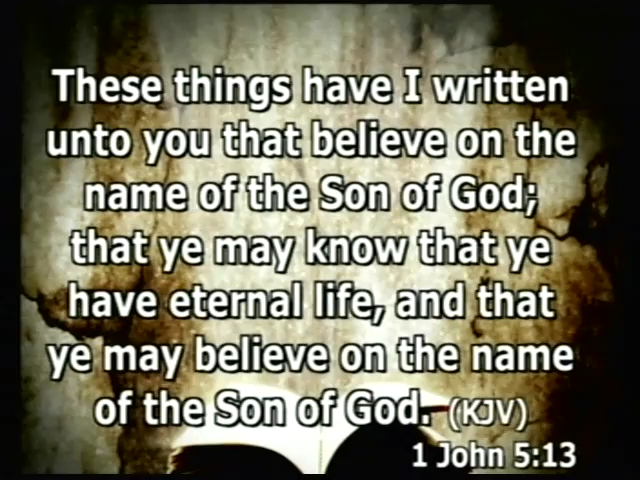 These things have I written
unto you that believe on the
name of the Son of God;
that ye may know that ye
have eternal life, and that
ye may believe on the name
of the Son of God. (KJV)
1 John 5:13